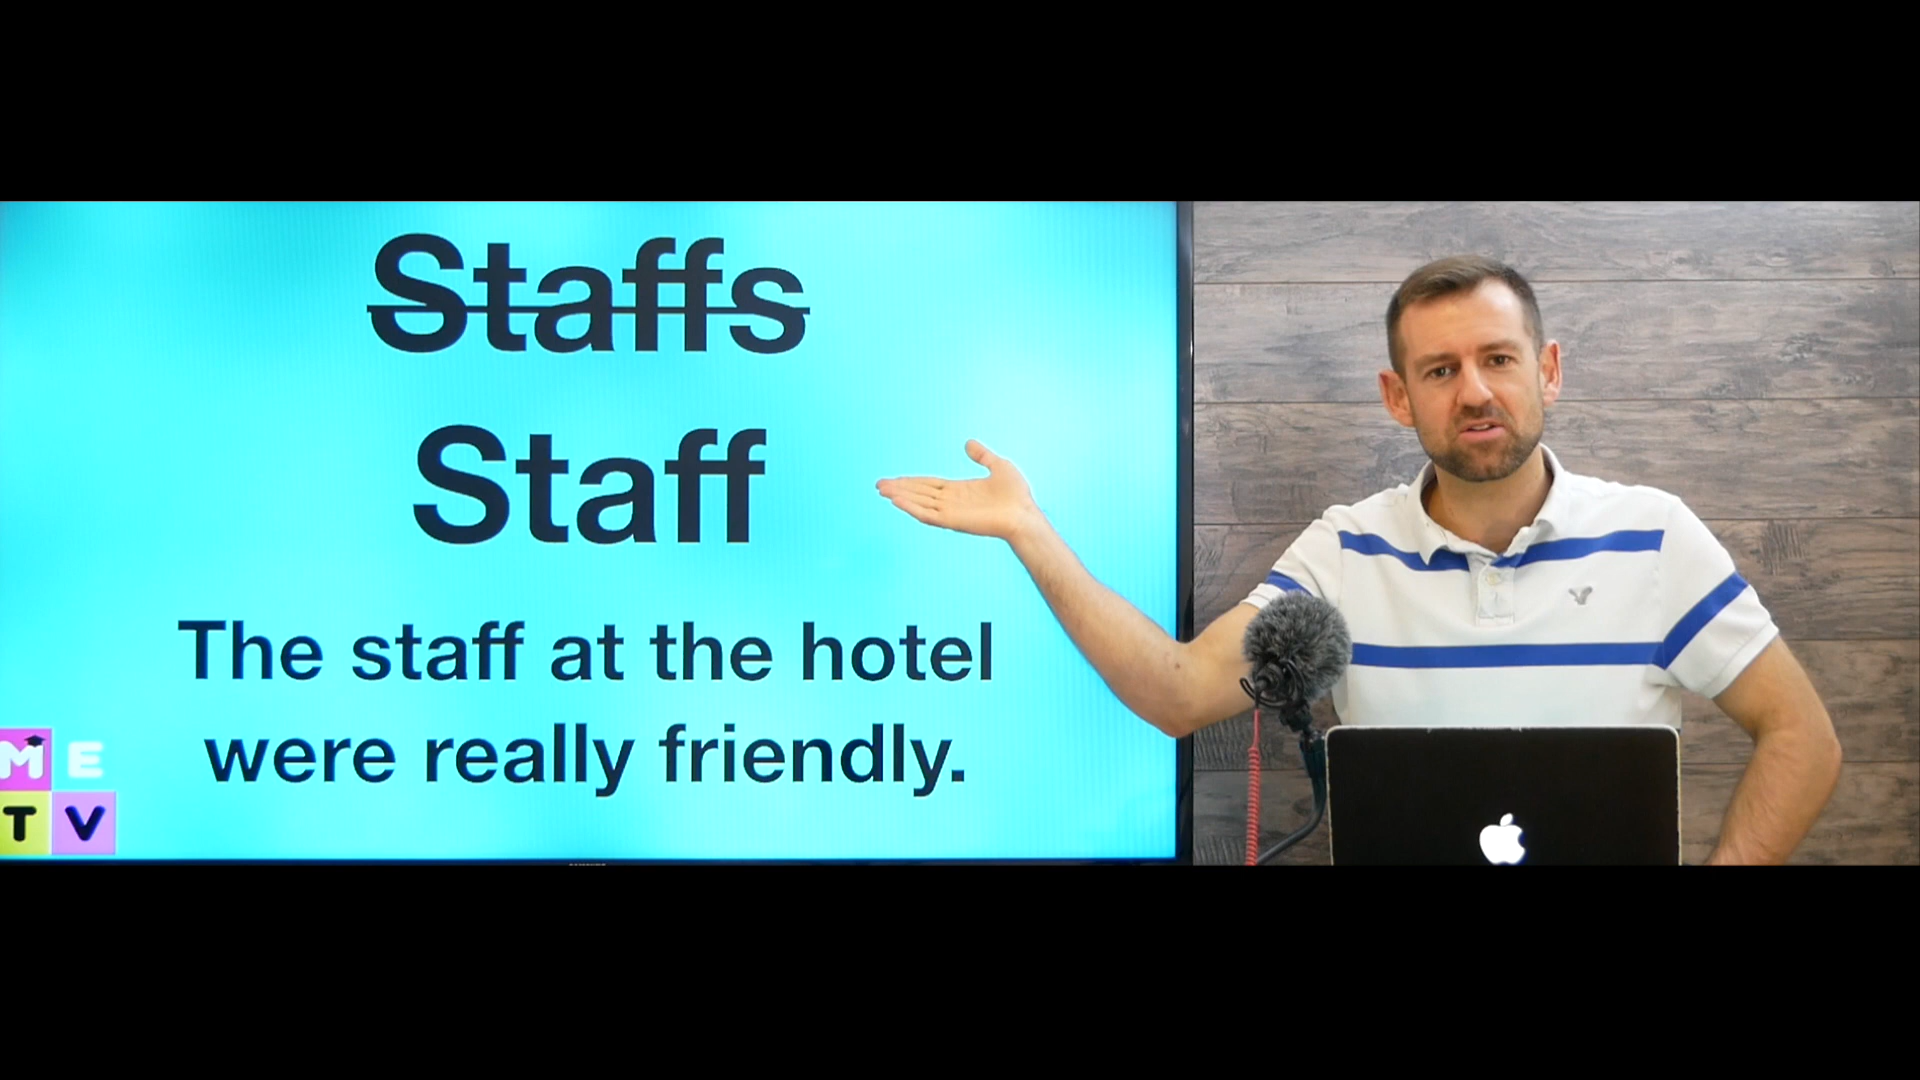 Staffs
Staff
The staff at the hotel
were really friendly.
M E
T V